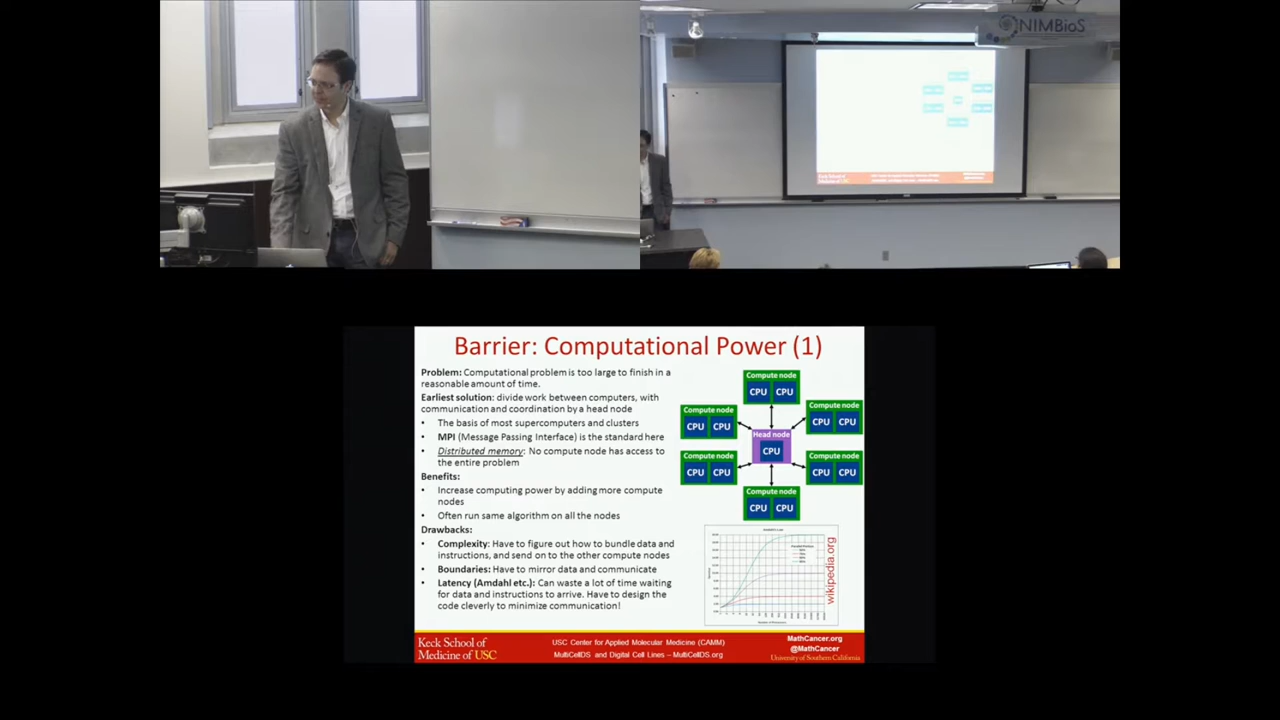 NIMBioS
Barrier: Computational Power (1)
Problem: Computational problem is too large to finish in a
reasonable amount of time.
Earliest solution: divide work between computers, with
communication and coordination by a head node
• The basis of most supercomputers and clusters
• MPI (Message Passing Interface) is the standard here
• Distributed memory: No compute node has access to
the entire problem
Benefits:
• Increase computing power by adding more compute
nodes
• Often run same algorithm on all the nodes
Drawbacks:
• Complexity: Have to figure out how to bundle data and
instructions, and send on to the other compute nodes
• Boundaries: Have to mirror data and communicate
• Latency (Amdahl etc.): Can waste a lot of time waiting
for data and instructions to arrive. Have to design the
code cleverly to minimize communication!
Compute node
CPU CPU
Compute node
CPU CPU
Compute node
CPU CPU
Head node
CPU
Compute node
CPU CPU
Compute node
CPU CPU
Compute node
CPU CPU
wikipedia.org
Keck School of
Medicine of USC
USC Center for Applied Molecular Medicine (CAMM)
MultiCellDS and Digital Cell Lines – MultiCellDS.org
MathCancer.org
@MathCancer
University of Southern California